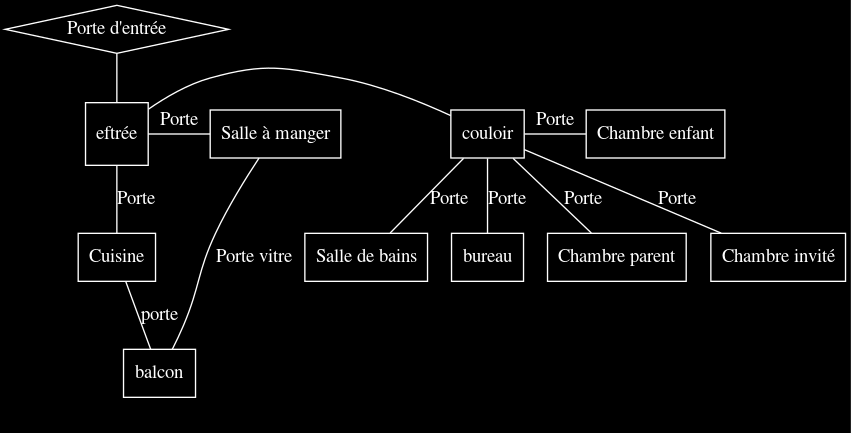 Porte d'entrée
eftrée
Porte
Salle à manger
couloir
Porte
Chambre enfant
Porte
Porte
Porte
Porte
Porte
Cuisine
Porte vitre
Salle de bains
bureau
Chambre parent
Chambre invité
porte
balcon